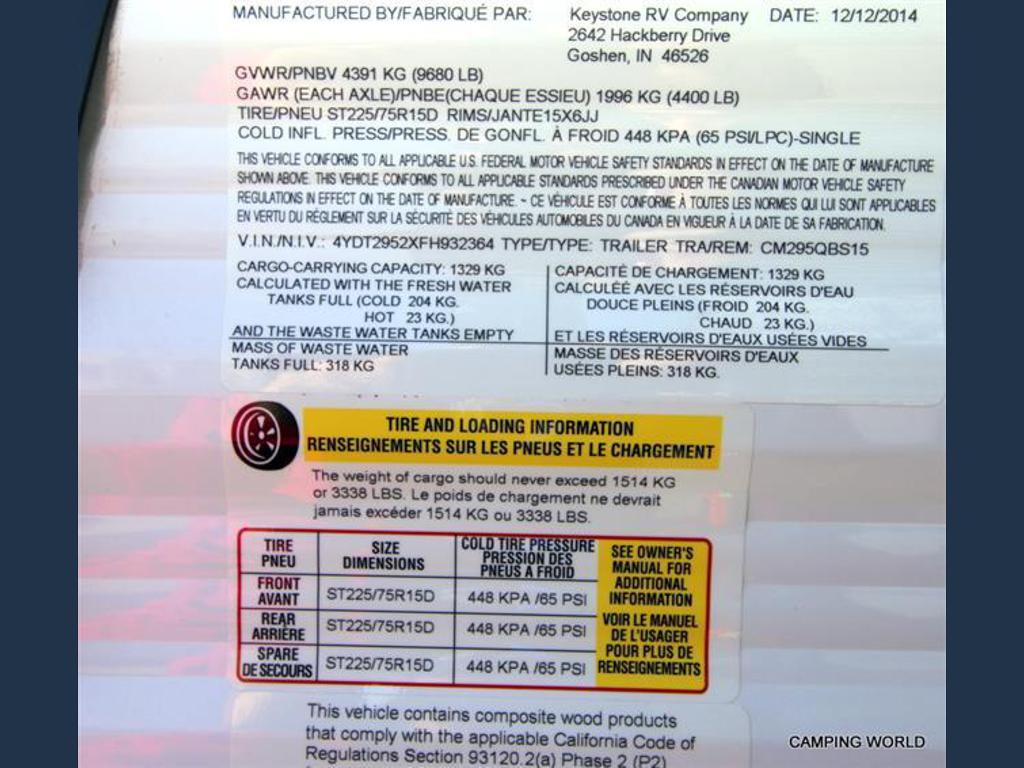 MANUFACTURED BY/FABRIQUÉ PAR: Keystone RV Company DATE: 12/12/2014
2642 Hackberry Drive
Goshen, IN 46526
GVWR/PNBV 4391 KG (9680 LB)
GAWR (EACH AXLE)/PNBE(CHAQUE ESSIEU) 1996 KG (4400 LB)
TIRE/PNEU ST225/75R15D RIMS/JANTE15X6JJ
COLD INFL. PRESS/PRESS. DE GONFL. À FROID 448 KPA (65 PSI/LPC)-SINGLE
THIS VEHICLE CONFORMS TO ALL APPLICABLE U.S. FEDERAL MOTOR VEHICLE SAFETY STANDARDS IN EFFECT ON THE DATE OF MANUFACTURE
SHOWN ABOVE. THIS VEHICLE CONFORMS TO ALL APPLICABLE STANDARDS PRESCRIBED UNDER THE CANADIAN MOTOR VEHICLE SAFETY
REGULATIONS IN EFFECT ON THE DATE OF MANUFACTURE. ~ CE VÉHICULE EST CONFORME À TOUTES LES NORMES QUI LUI SONT APPLICABLES
EN VERTU DU RÉGLEMENT SUR LA SÉCURITÉ DES VÉHICULES AUTOMOBILES DU CANADA EN VIGUEUR À LA DATE DE SA FABRICATION.
V.I.N./N.I.V.: 4YDT2952XFH932364 TYPE/TYPE: TRAILER TRA/REM: CM295QBS15
CARGO-CARRYING CAPACITY: 1329 KG
CALCULATED WITH THE FRESH WATER
TANKS FULL (COLD 204 KG.
HOT 23 KG.)
AND THE WASTE WATER TANKS EMPTY
MASS OF WASTE WATER
TANKS FULL: 318 KG
CAPACITÉ DE CHARGEMENT: 1329 KG
CALCULÉE AVEC LES RÉSERVOIRS D'EAU
DOUCE PLEINS (FROID 204 KG.
CHAUD 23 KG.)
ET LES RÉSERVOIRS D'EAUX USÉES VIDES
MASSE DES RÉSERVOIRS D'EAUX
USÉES PLEINS: 318 KG.
TIRE AND LOADING INFORMATION
RENSEIGNEMENTS SUR LES PNEUS ET LE CHARGEMENT
The weight of cargo should never exceed 1514 KG
or 3338 LBS. Le poids de chargement ne devrait
jamais excéder 1514 KG ou 3338 LBS.
TIRE
PNEU
SIZE
DIMENSIONS
COLD TIRE PRESSURE
PRESSION DES
PNEUS A FROID
FRONT
AVANT
ST225/75R15D 448 KPA /65 PSI
REAR
ARRIÈRE
ST225/75R15D 448 KPA /65 PSI
SPARE
DE SECOURS
ST225/75R15D 448 KPA /65 PSI
SEE OWNER'S
MANUAL FOR
ADDITIONAL
INFORMATION
VOIR LE MANUEL
DE L'USAGER
POUR PLUS DE
RENSEIGNEMENTS
This vehicle contains composite wood products
that comply with the applicable California Code of
Regulations Section 93120.2(a) Phase 2 (P2)
CAMPING WORLD